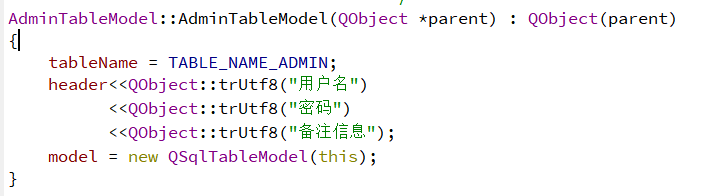 AdminTableModel::AdminTableModel(QObject *parent) : QObject(parent)
{
    tableName = TABLE_NAME_ADMIN;
    header<<QObject::trUtf8("用户名")
          <<QObject::trUtf8("密码")
          <<QObject::trUtf8("备注信息");
    model = new QSqlTableModel(this);
}